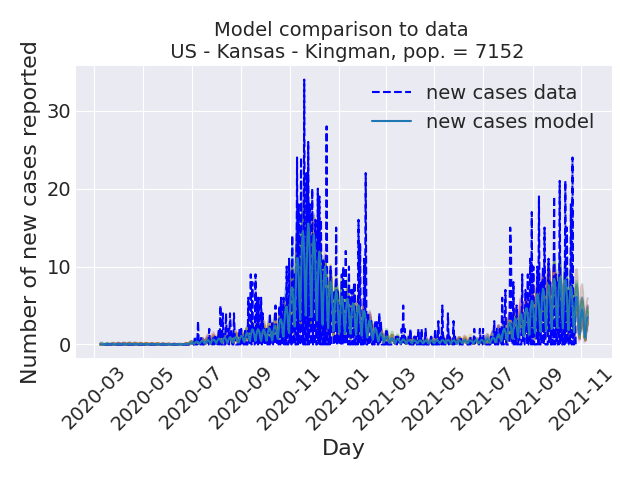 Model comparison to data
US - Kansas - Kingman, pop. = 7152
new cases data
new cases model
Number of new cases reported
30
20
10
0
2020-03
2020-05
2020-07
2020-09
2020-11
2021-01
2021-03
2021-05
2021-07
2021-09
2021-11
Day